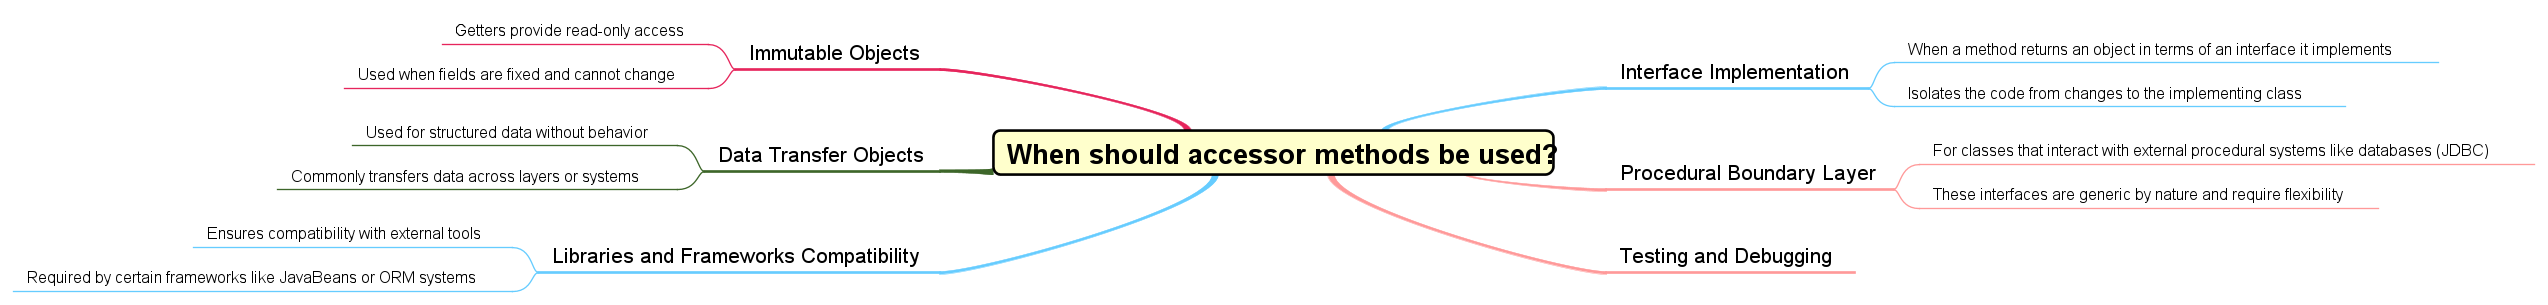 When should accessor methods be used?
Immutable Objects
Getters provide read-only access
Used when fields are fixed and cannot change
Data Transfer Objects
Used for structured data without behavior
Commonly transfers data across layers or systems
Libraries and Frameworks Compatibility
Ensures compatibility with external tools
Required by certain frameworks like JavaBeans or ORM systems
Interface Implementation
When a method returns an object in terms of an interface it implements
Isolates the code from changes to the implementing class
Procedural Boundary Layer
For classes that interact with external procedural systems like databases (JDBC)
These interfaces are generic by nature and require flexibility
Testing and Debugging